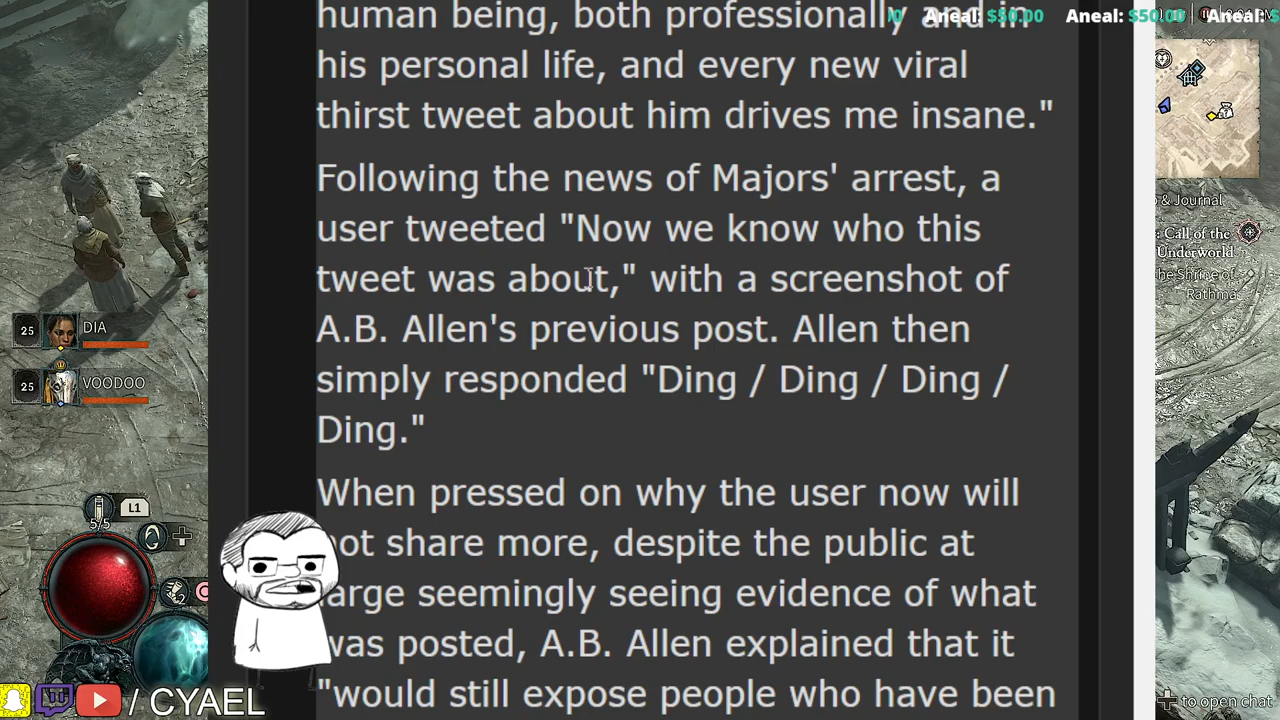 human being, both professionally and in
his personal life, and every new viral
thirst tweet about him drives me insane."
Following the news of Majors' arrest, a
user tweeted "Now we know who this
tweet was about," with a screenshot of
A.B. Allen's previous post. Allen then
simply responded "Ding / Ding / Ding /
Ding."
When pressed on why the user now will
not share more, despite the public at
large seemingly seeing evidence of what
was posted, A.B. Allen explained that it
"would still expose people who have been
Aneal: $50.00 Aneal: $50.00 Aneal: $
& Journal
Call of the
Underworld
the Shrine of
Rathma
25 DIA
25 VOODOO
L1
5/5
2
/ CYAEL
to open chat